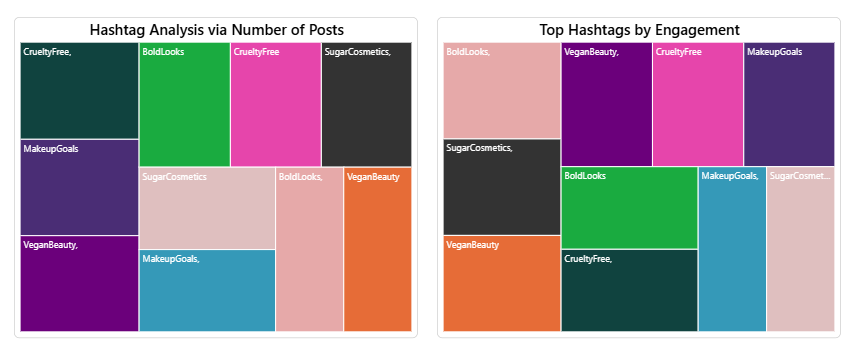 Hashtag Analysis via Number of Posts
CrueltyFree,
BoldLooks
CrueltyFree
SugarCosmetics,
MakeupGoals
SugarCosmetics
BoldLooks,
VeganBeauty
VeganBeauty,
MakeupGoals,
Top Hashtags by Engagement
BoldLooks,
VeganBeauty,
CrueltyFree
MakeupGoals
SugarCosmetics,
BoldLooks
MakeupGoals,
SugarCosmet...
VeganBeauty
CrueltyFree,